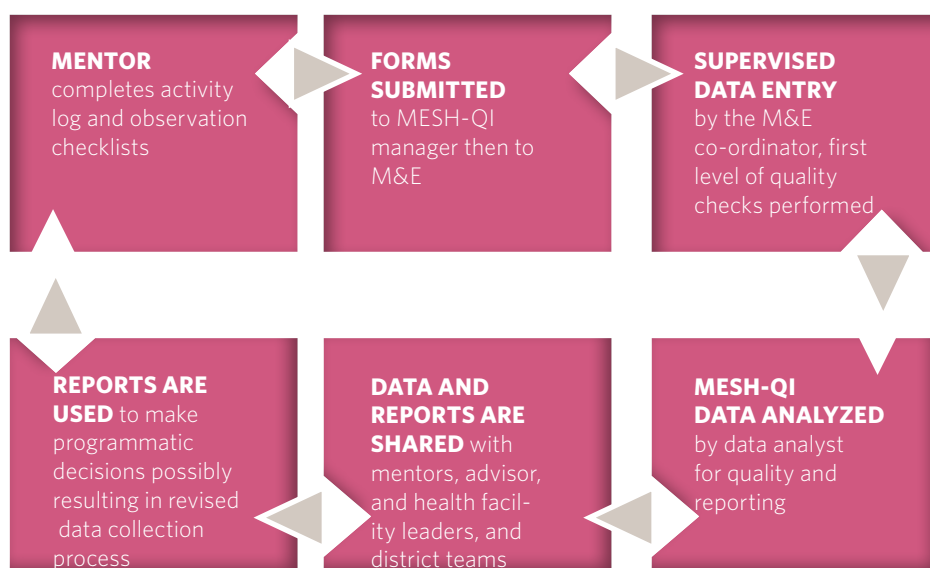 MENTOR
completes activity
log and observation
checklists
FORMS
SUBMITTED
to MESH-QI
manager then to
M&E
SUPERVISED
DATA ENTRY
by the M&E
co-ordinator, first
level of quality
checks performed
REPORTS ARE
USED to make
programmatic
decisions possibly
resulting in revised
data collection
process
DATA AND
REPORTS ARE
SHARED with
mentors, advisor,
and health facil-
ity leaders, and
district teams
MESH-QI
DATA ANALYZED
by data analyst
for quality and
reporting